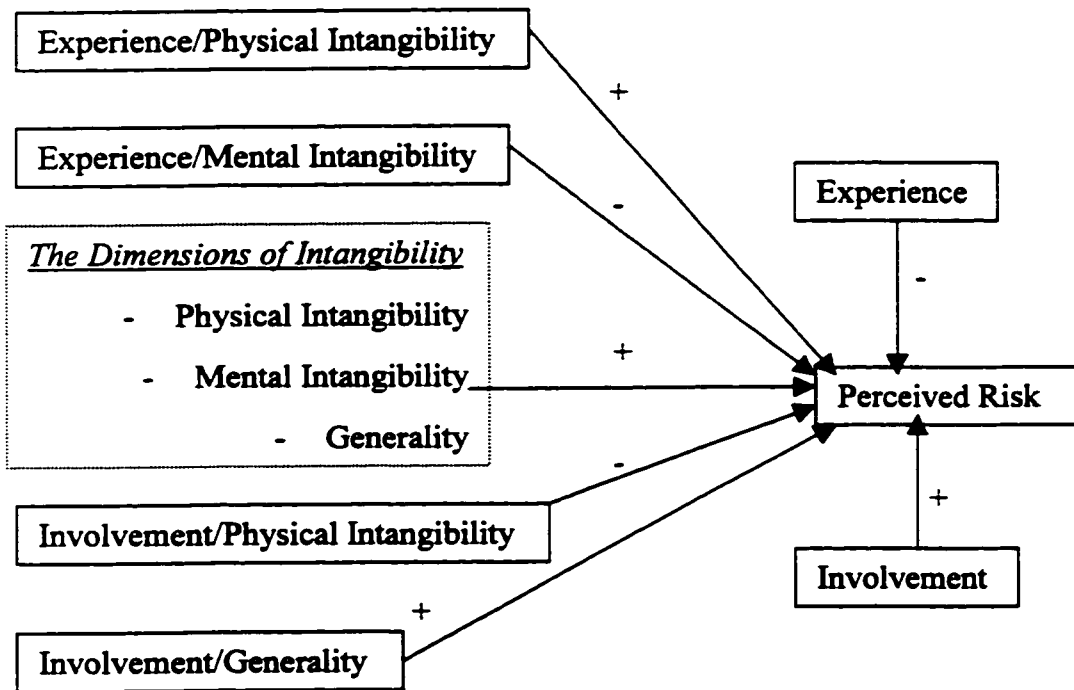 Experience/Physical Intangibility
+
Experience/Mental Intangibility
-
Experience
-
The Dimensions of Intangibility
- Physical Intangibility
- Mental Intangibility
- Generality
+
Perceived Risk
-
Involvement/Physical Intangibility
+
Involvement
+
Involvement/Generality